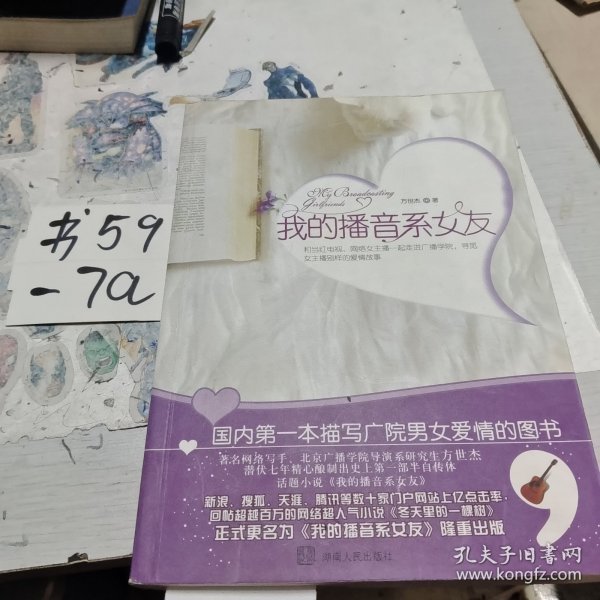 书59
-7a
My Broadcasting
Girlfriends
方世杰 著
我的播音系女友
和当红电视、网络女主播一起走进广播学院，寻觅
女主播别样的爱情故事
国内第一本描写广院男女爱情的图书
著名网络写手、北京广播学院导演系研究生方世杰
潜伏七年精心酿制出史上第一部半自传体
话题小说《我的播音系女友》
新浪、搜狐、天涯、腾讯等数十家门户网站上亿点击率，
回帖超越百万的网络超人气小说《冬天里的一棵树》
正式更名为《我的播音系女友》隆重出版
湖南人民出版社
孔夫子旧书网
www.kongfz.com